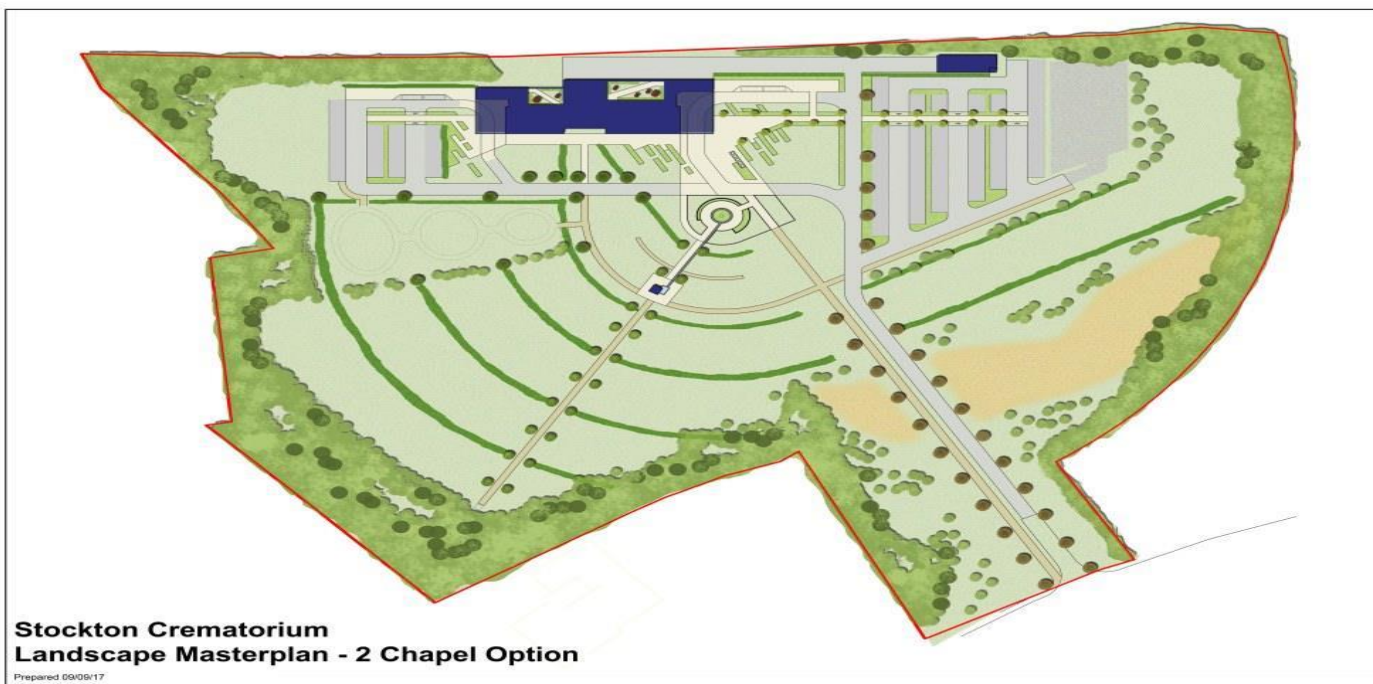 Stockton Crematorium
Landscape Masterplan - 2 Chapel Option
Prepared 09/09/17